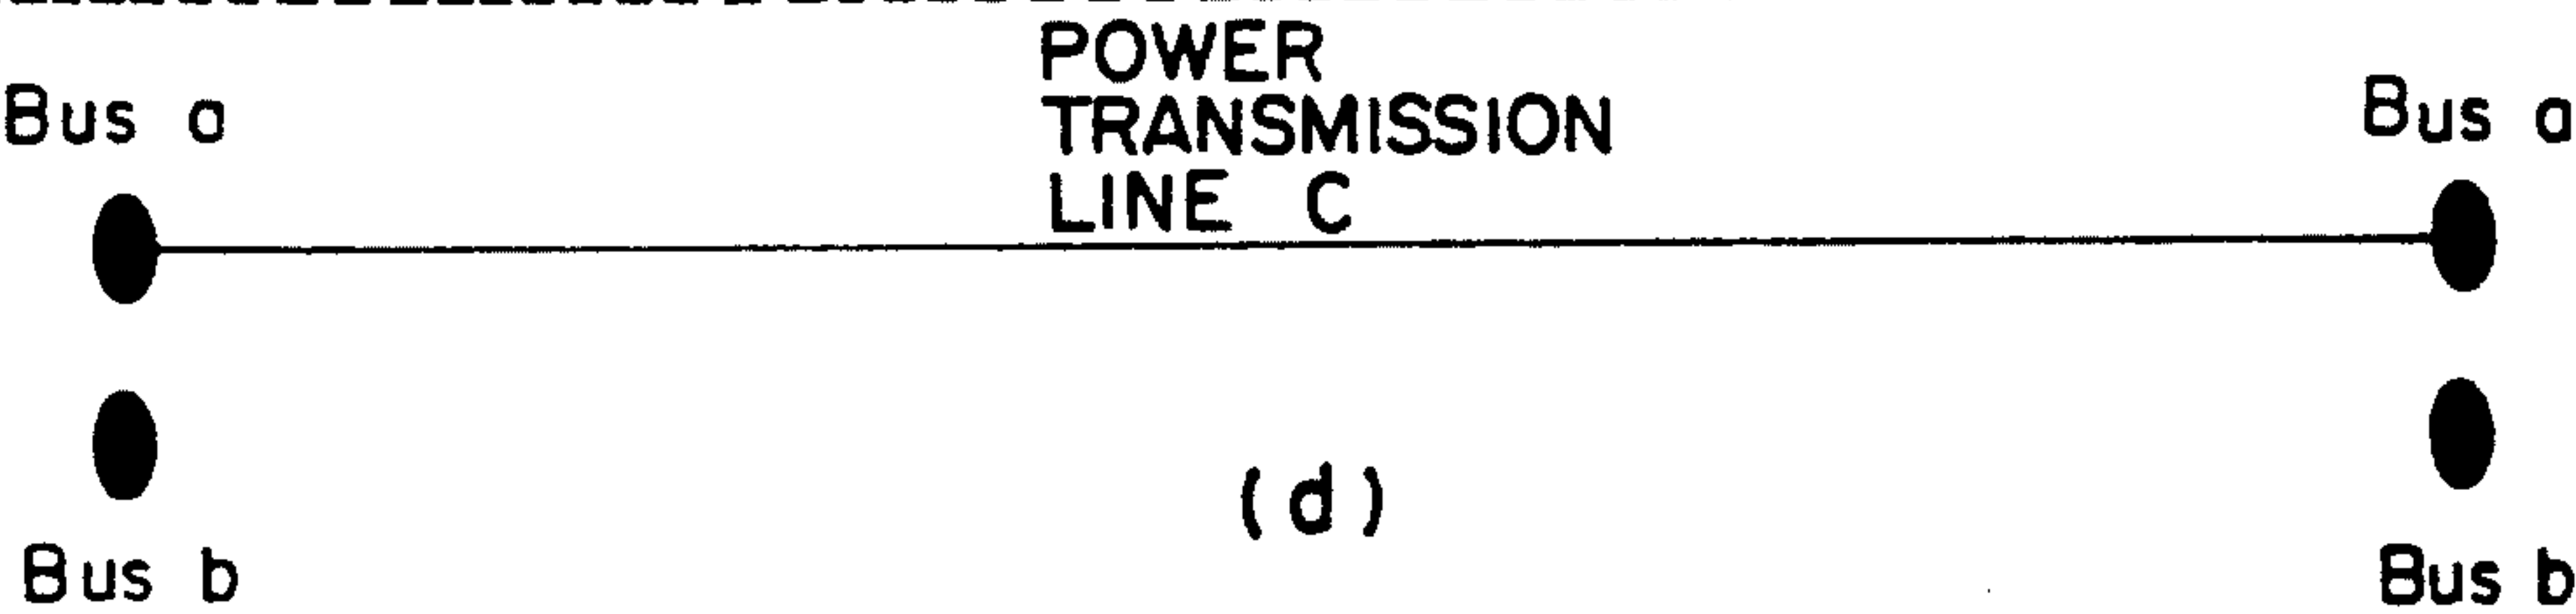 POWER
TRANSMISSION
LINE C
Bus a
Bus a
(d)
Bus b
Bus b